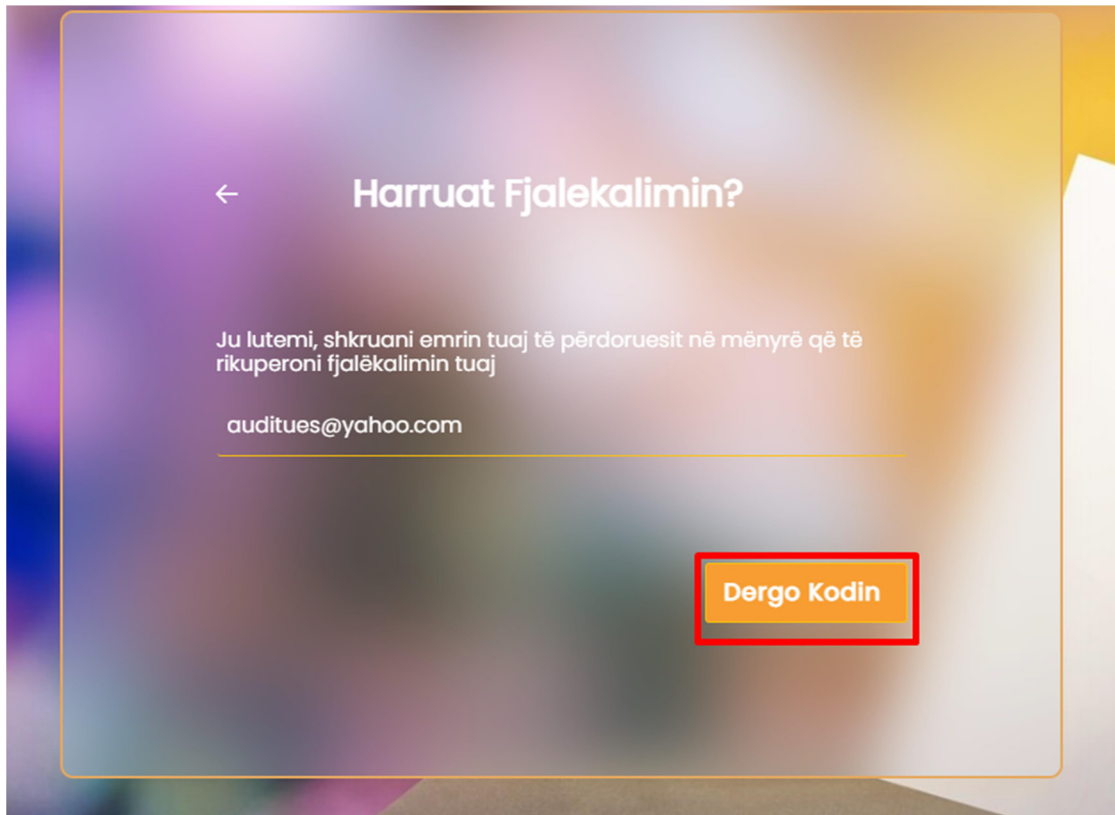 Harruat Fjalekalimin?
Ju lutemi, shkruani emrin tuaj të përdoruesit në mënyrë që të
rikuperoni fjalëkalimin tuaj
auditues@yahoo.com
Dergo Kodin